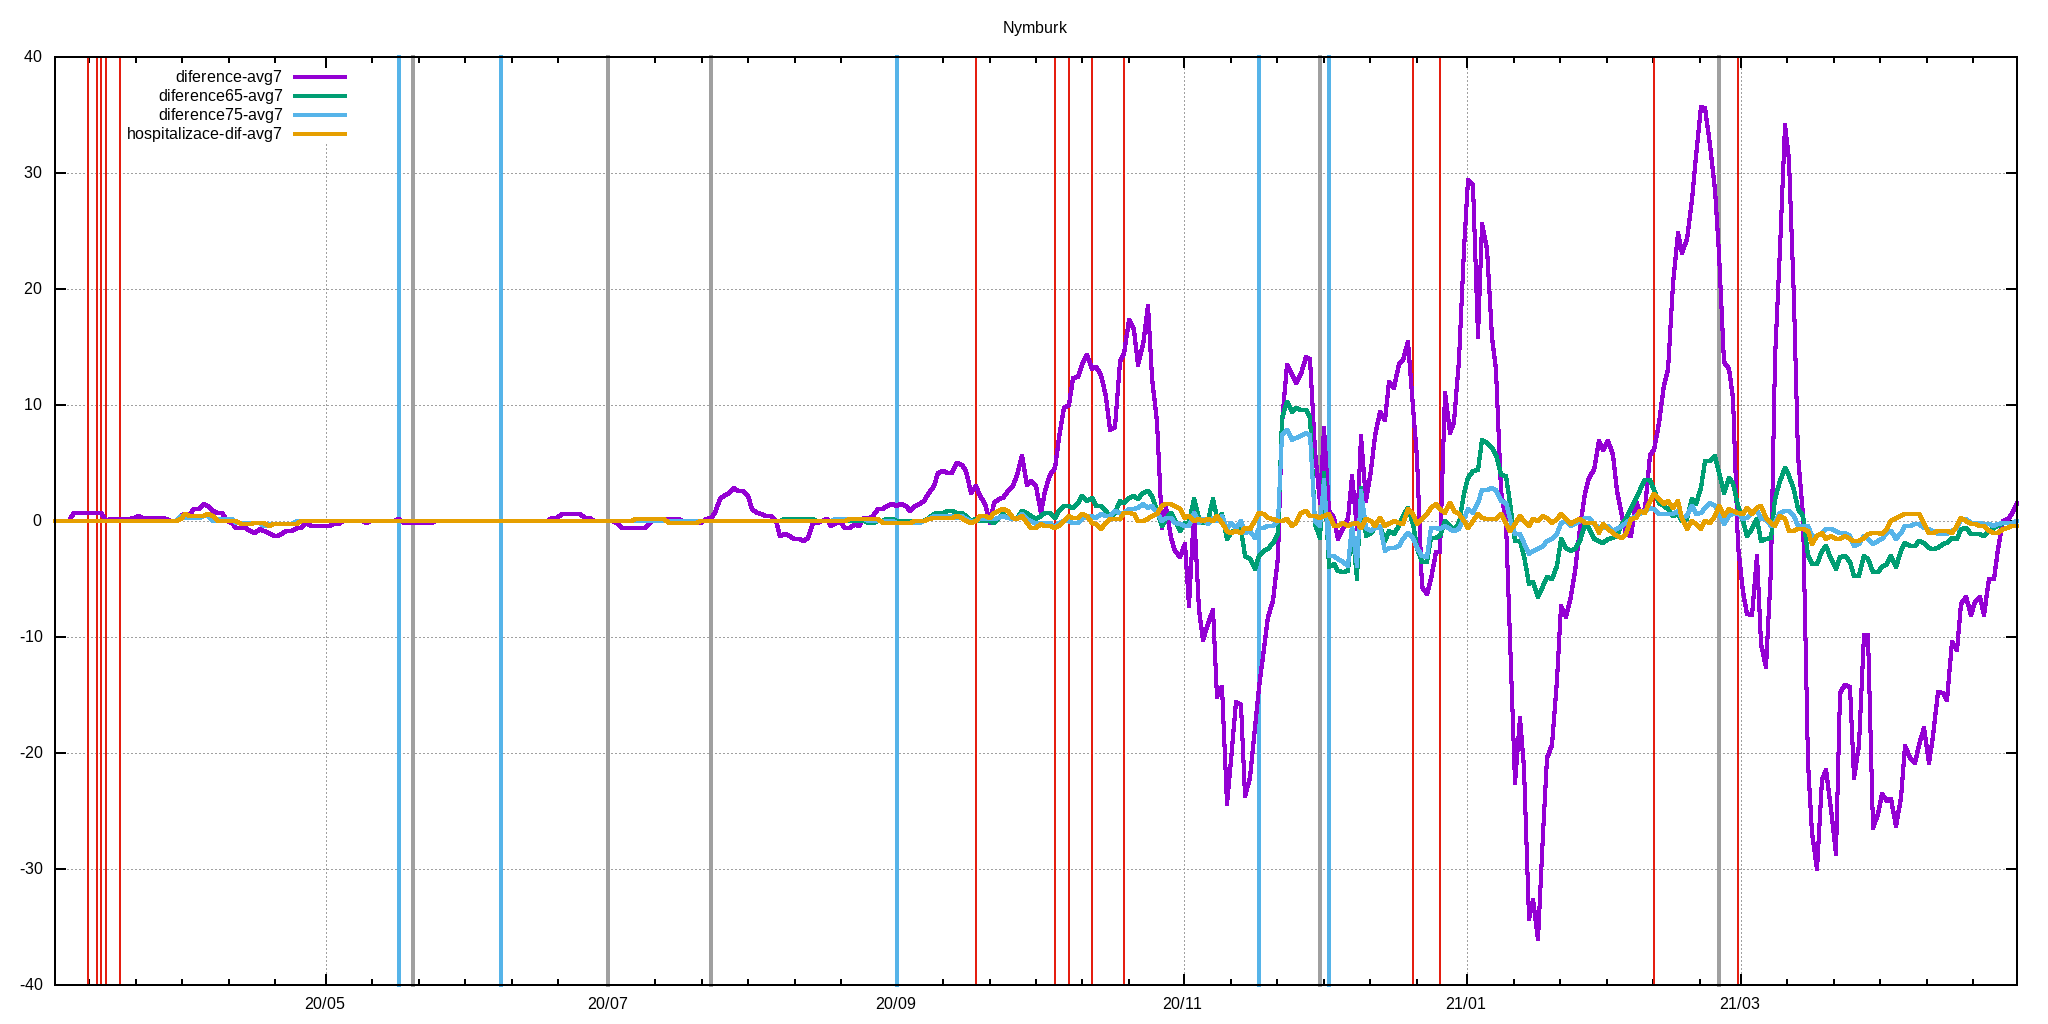 Nymburk
diference-avg7
diference65-avg7
diference75-avg7
hospitalizace-dif-avg7
40
30
20
10
0
-10
-20
-30
-40
20/05 20/07 20/09 20/11 21/01 21/03